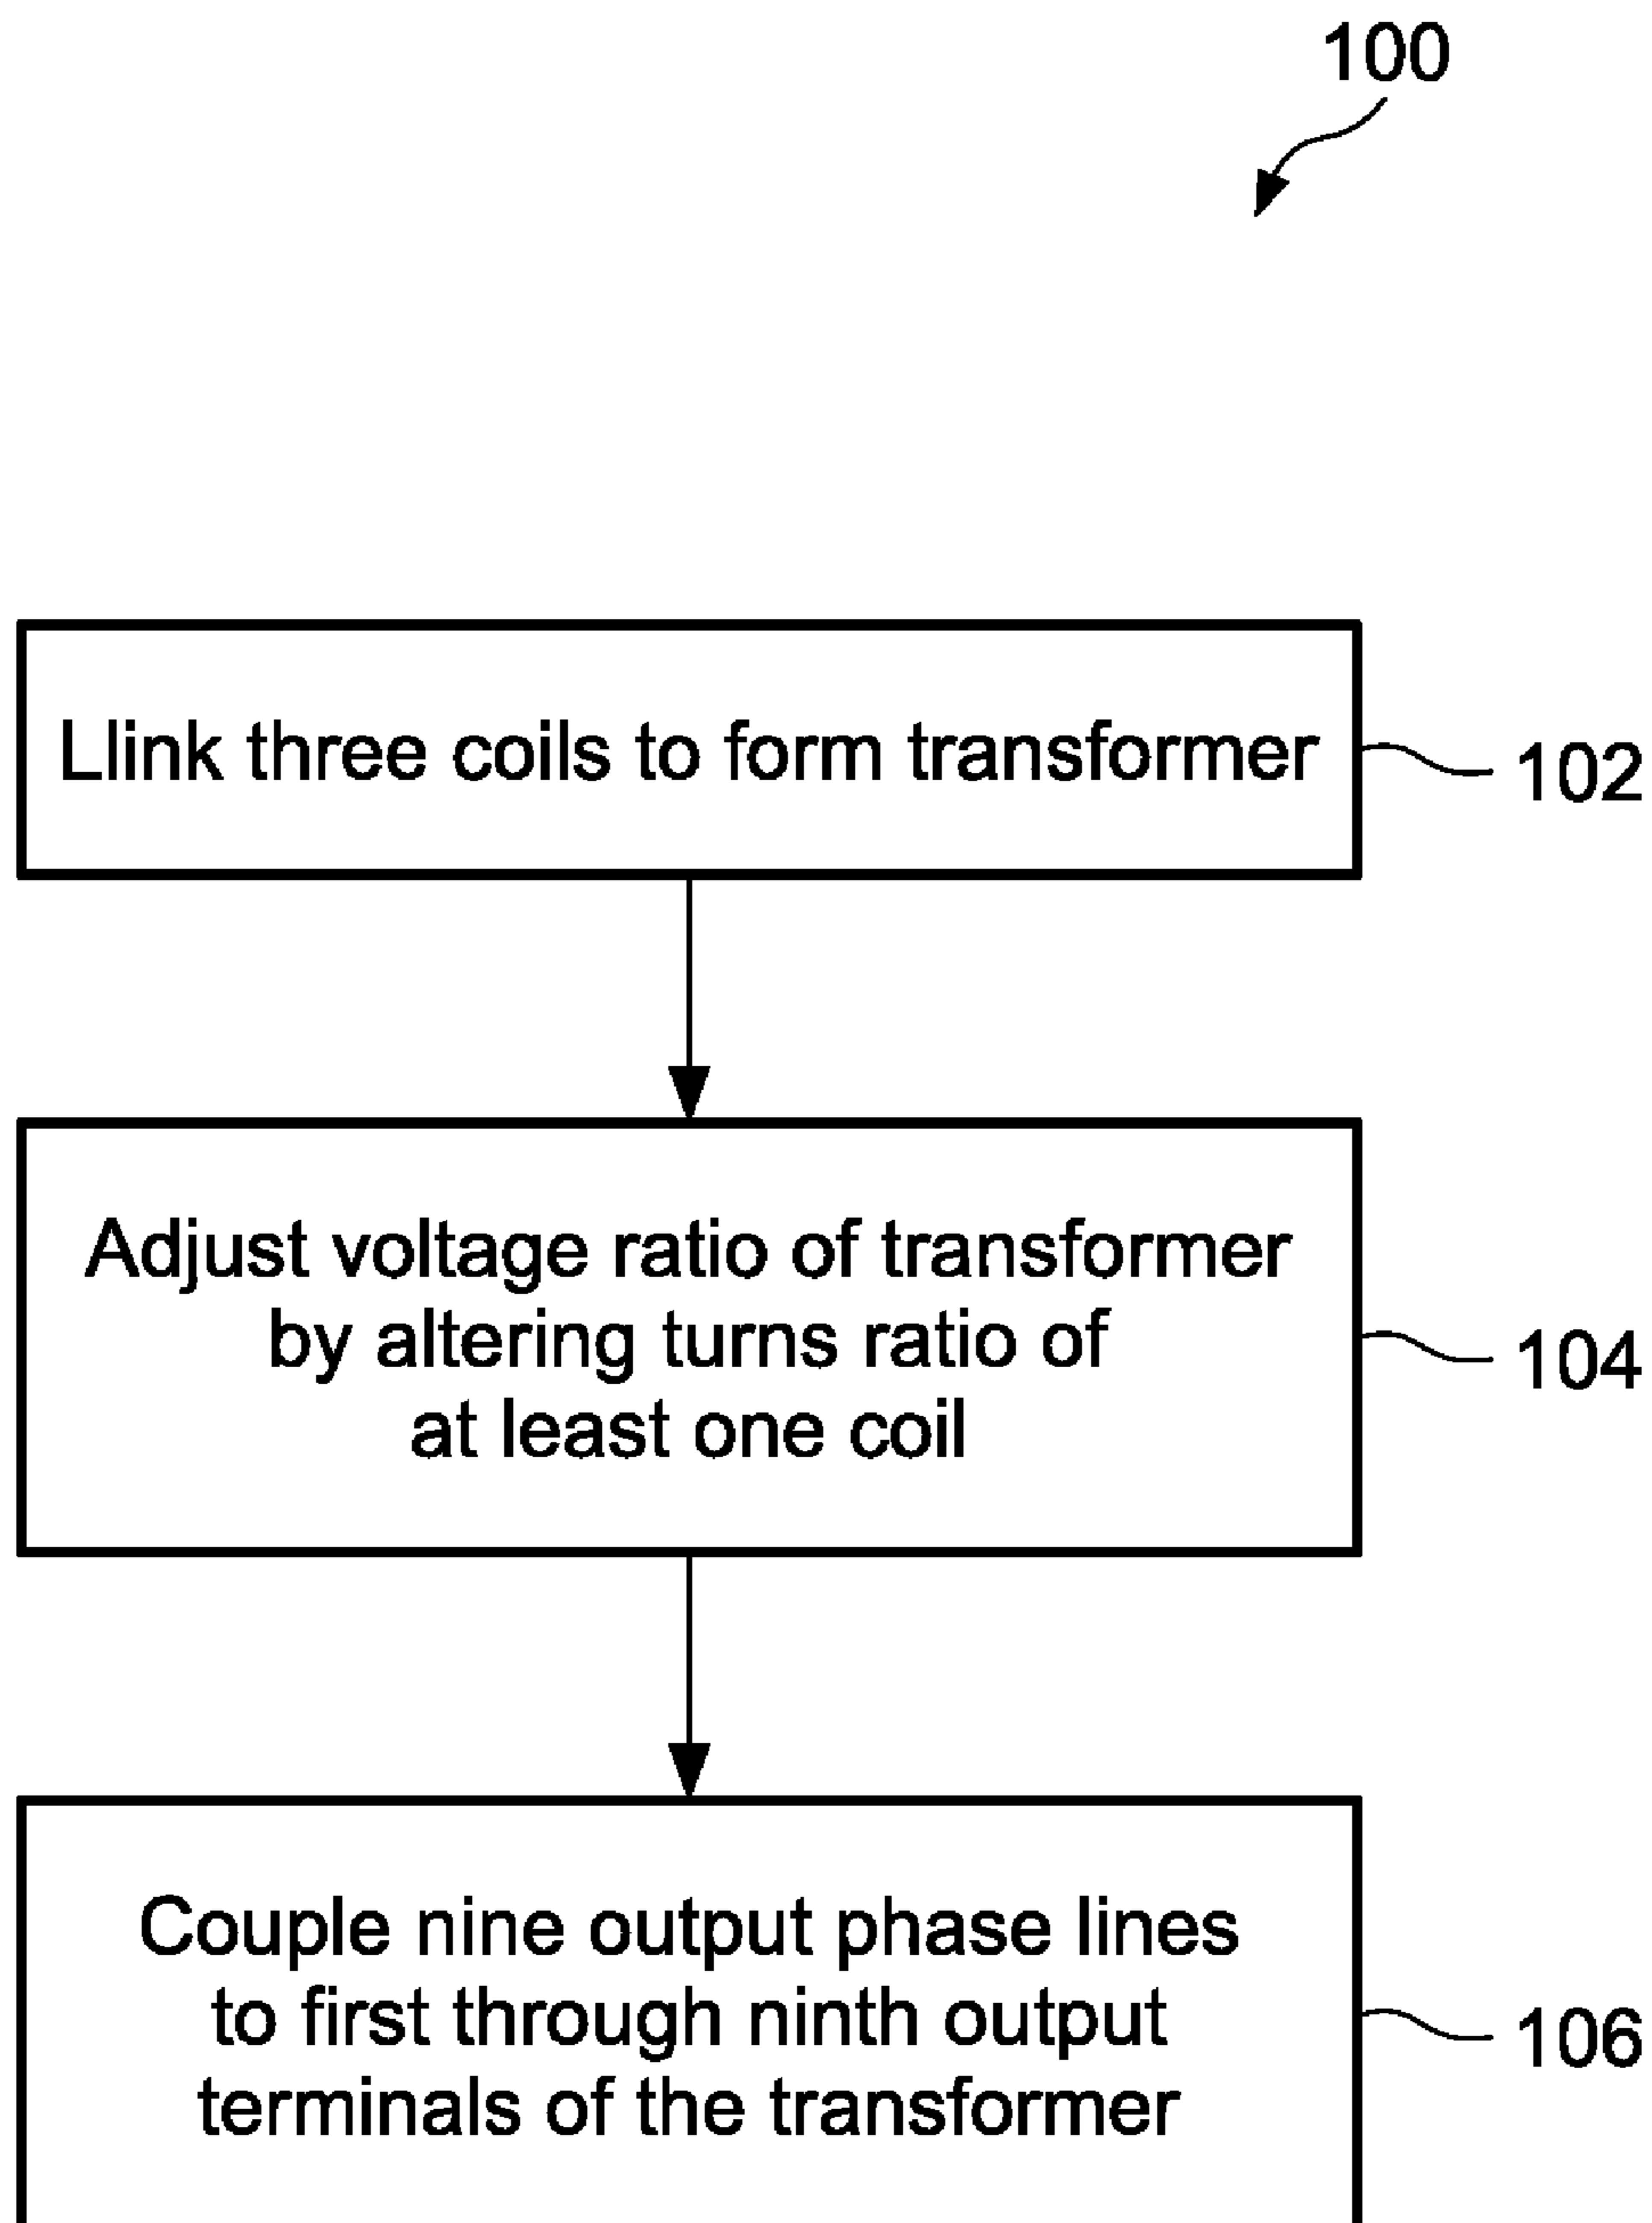 100
Llink three coils to form transformer
102
Adjust voltage ratio of transformer
by altering turns ratio of
at least one coil
104
Couple nine output phase lines
to first through ninth output
terminals of the transformer
106